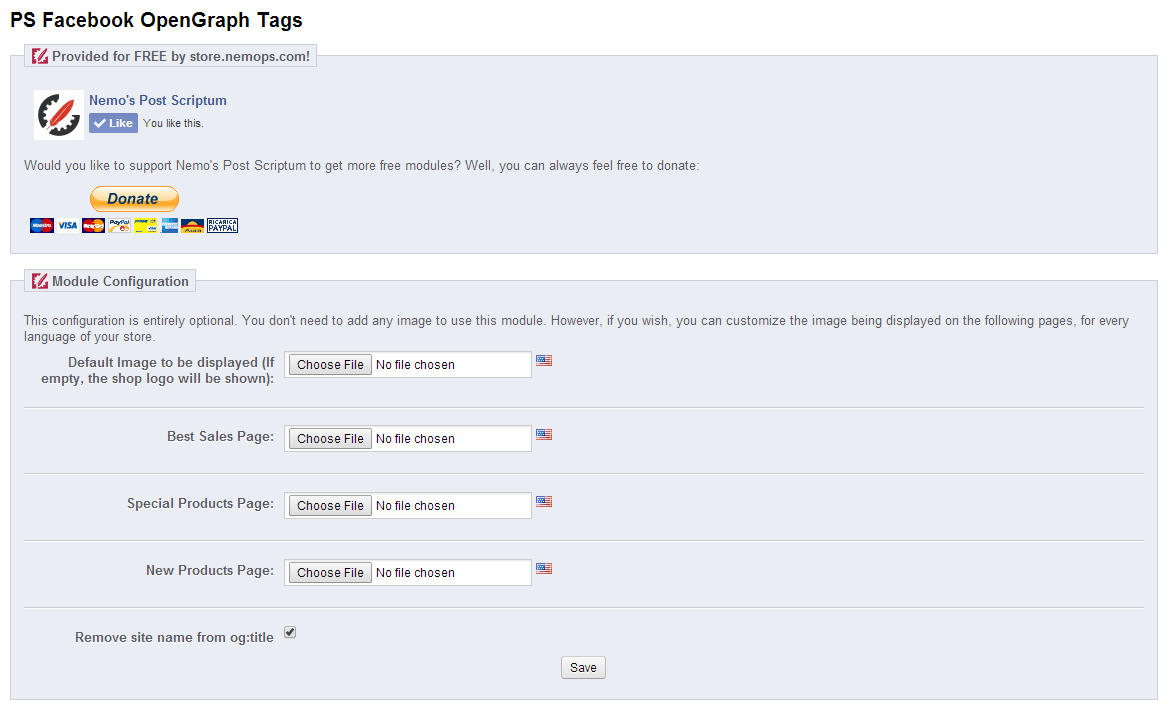 PS Facebook OpenGraph Tags
Provided for FREE by store.nemops.com!
Nemo's Post Scriptum
Like You like this.
Would you like to support Nemo's Post Scriptum to get more free modules? Well, you can always feel free to donate:
Donate
Maestro VISA PayPal Aura RICARICA PAYPAL
Module Configuration
This configuration is entirely optional. You don't need to add any image to use this module. However, if you wish, you can customize the image being displayed on the following pages, for every
language of your store.
Default Image to be displayed (If
empty, the shop logo will be shown):
Choose File No file chosen
Best Sales Page: Choose File No file chosen
Special Products Page: Choose File No file chosen
New Products Page: Choose File No file chosen
Remove site name from og:title
Save